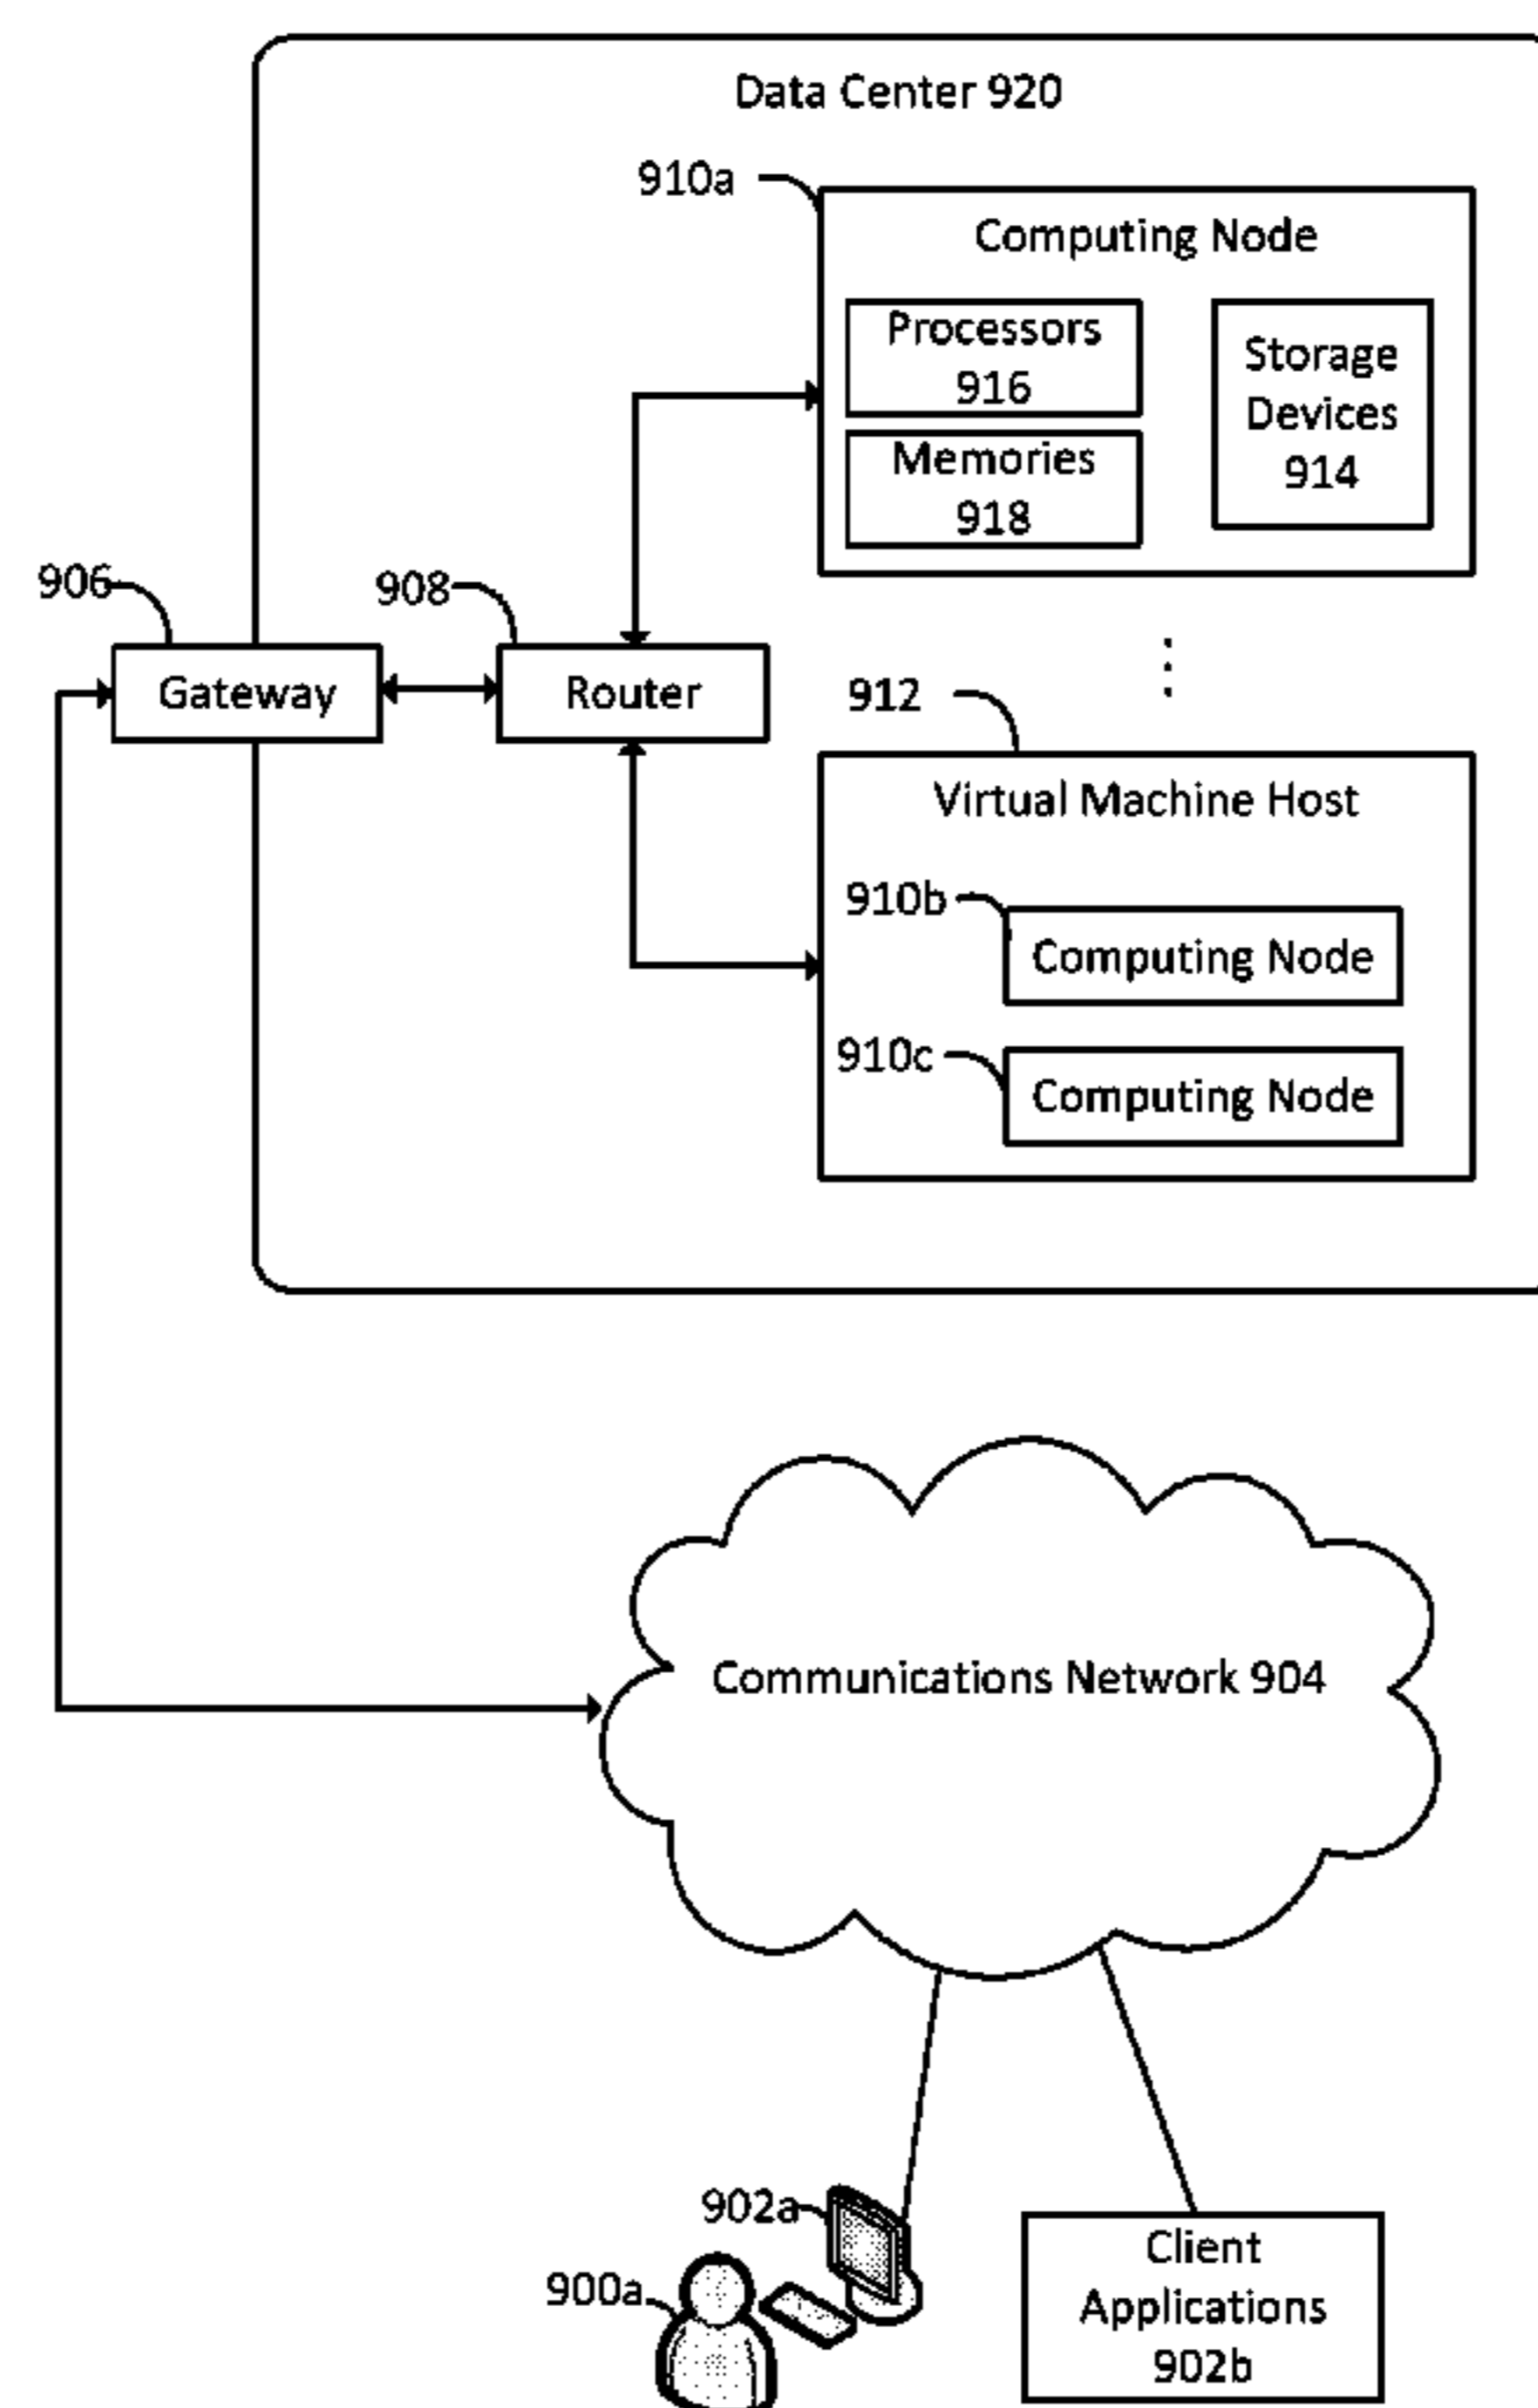 Data Center 920
910a
Computing Node
Processors
916
Storage
Devices
914
Memories
918
906
908
Gateway
Router
912
Virtual Machine Host
910b
Computing Node
910c
Computing Node
Communications Network 904
902a
900a
Client
Applications
902b